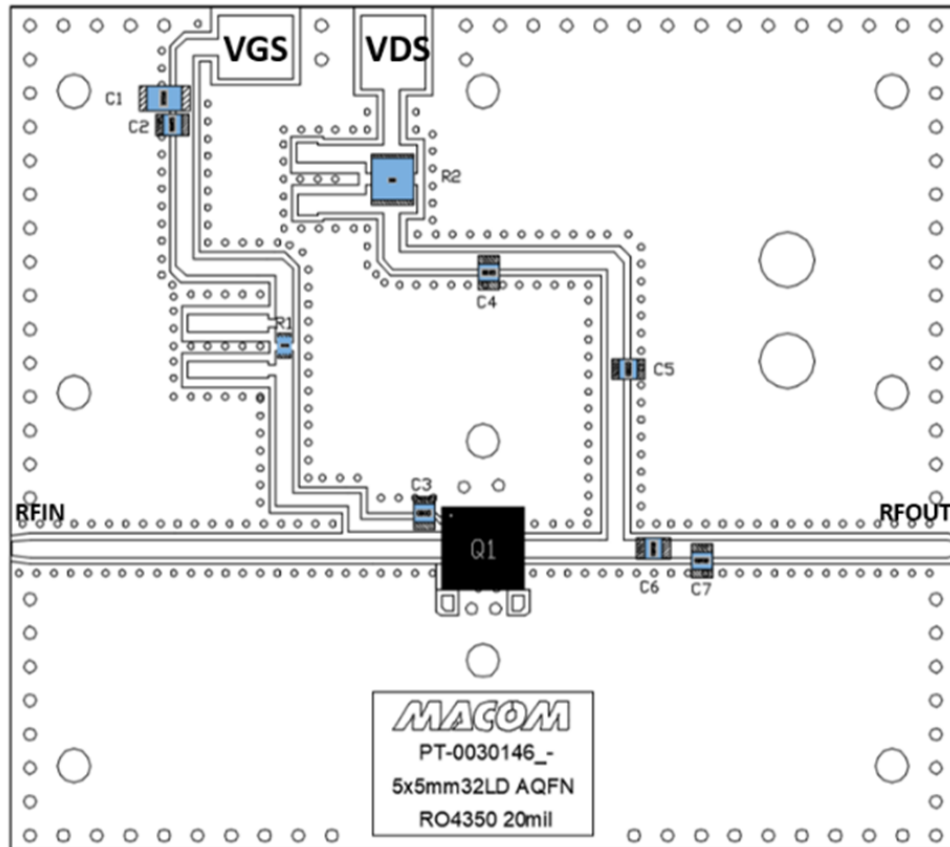 VGS
VDS
C1
C2
R2
C4
R1
C5
C3
RFIN
RFOUT
Q1
C6
C7
MACOM
PT-0030146_-
5x5mm32LD AQFN
RO4350 20mil